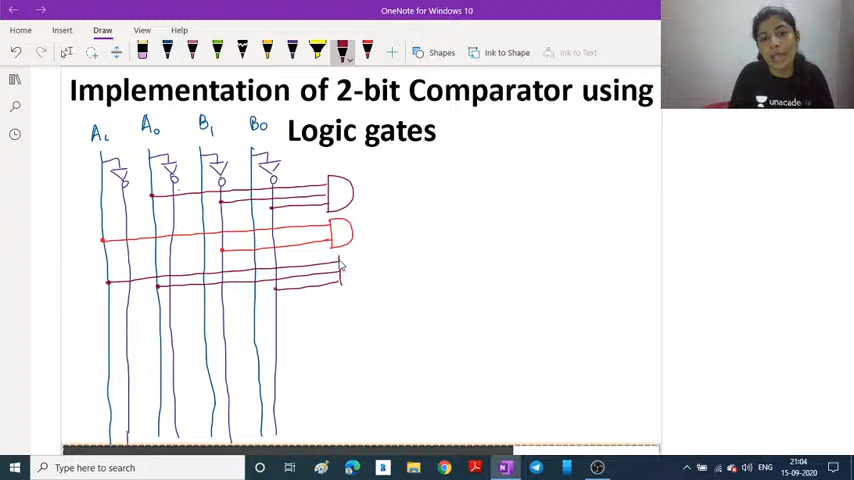 OneNote for Windows 10
Home Insert Draw View Help
Shapes Ink to Shape Ink to Text
Implementation of 2-bit Comparator using
Logic gates
A₁ A₀ B₁ B₀
unacademy
Type here to search
ENG
21:04
15-09-2020